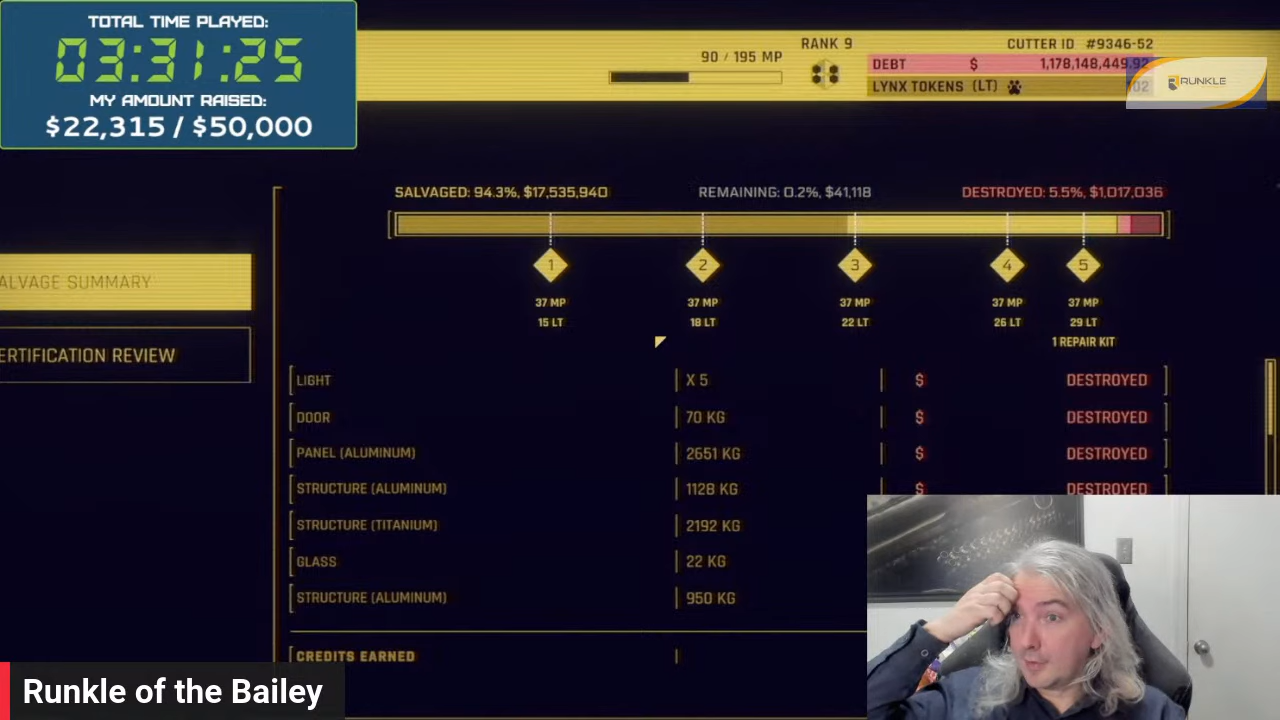 TOTAL TIME PLAYED:
03:31:25
MY AMOUNT RAISED:
$22,315 / $50,000
90 / 195 MP
RANK 9
CUTTER ID #9346-52
DEBT $ 1,178,148,449.92
LYNX TOKENS (LT) 02
RUNKLE
SALVAGED: 94.3%, $17,535,940
REMAINING: 0.2%, $41,118
DESTROYED: 5.5%, $1,017,036
1 2 3 4 5
37 MP 37 MP 37 MP 37 MP 37 MP
15 LT 18 LT 22 LT 26 LT 29 LT
1 REPAIR KIT
ALVAGE SUMMARY
ERTIFICATION REVIEW
LIGHT X 5 $ DESTROYED
DOOR 70 KG $ DESTROYED
PANEL (ALUMINUM) 2651 KG $ DESTROYED
STRUCTURE (ALUMINUM) 1128 KG $ DESTROYED
STRUCTURE (TITANIUM) 2192 KG
GLASS 22 KG
STRUCTURE (ALUMINUM) 950 KG
CREDITS EARNED
Runkle of the Bailey